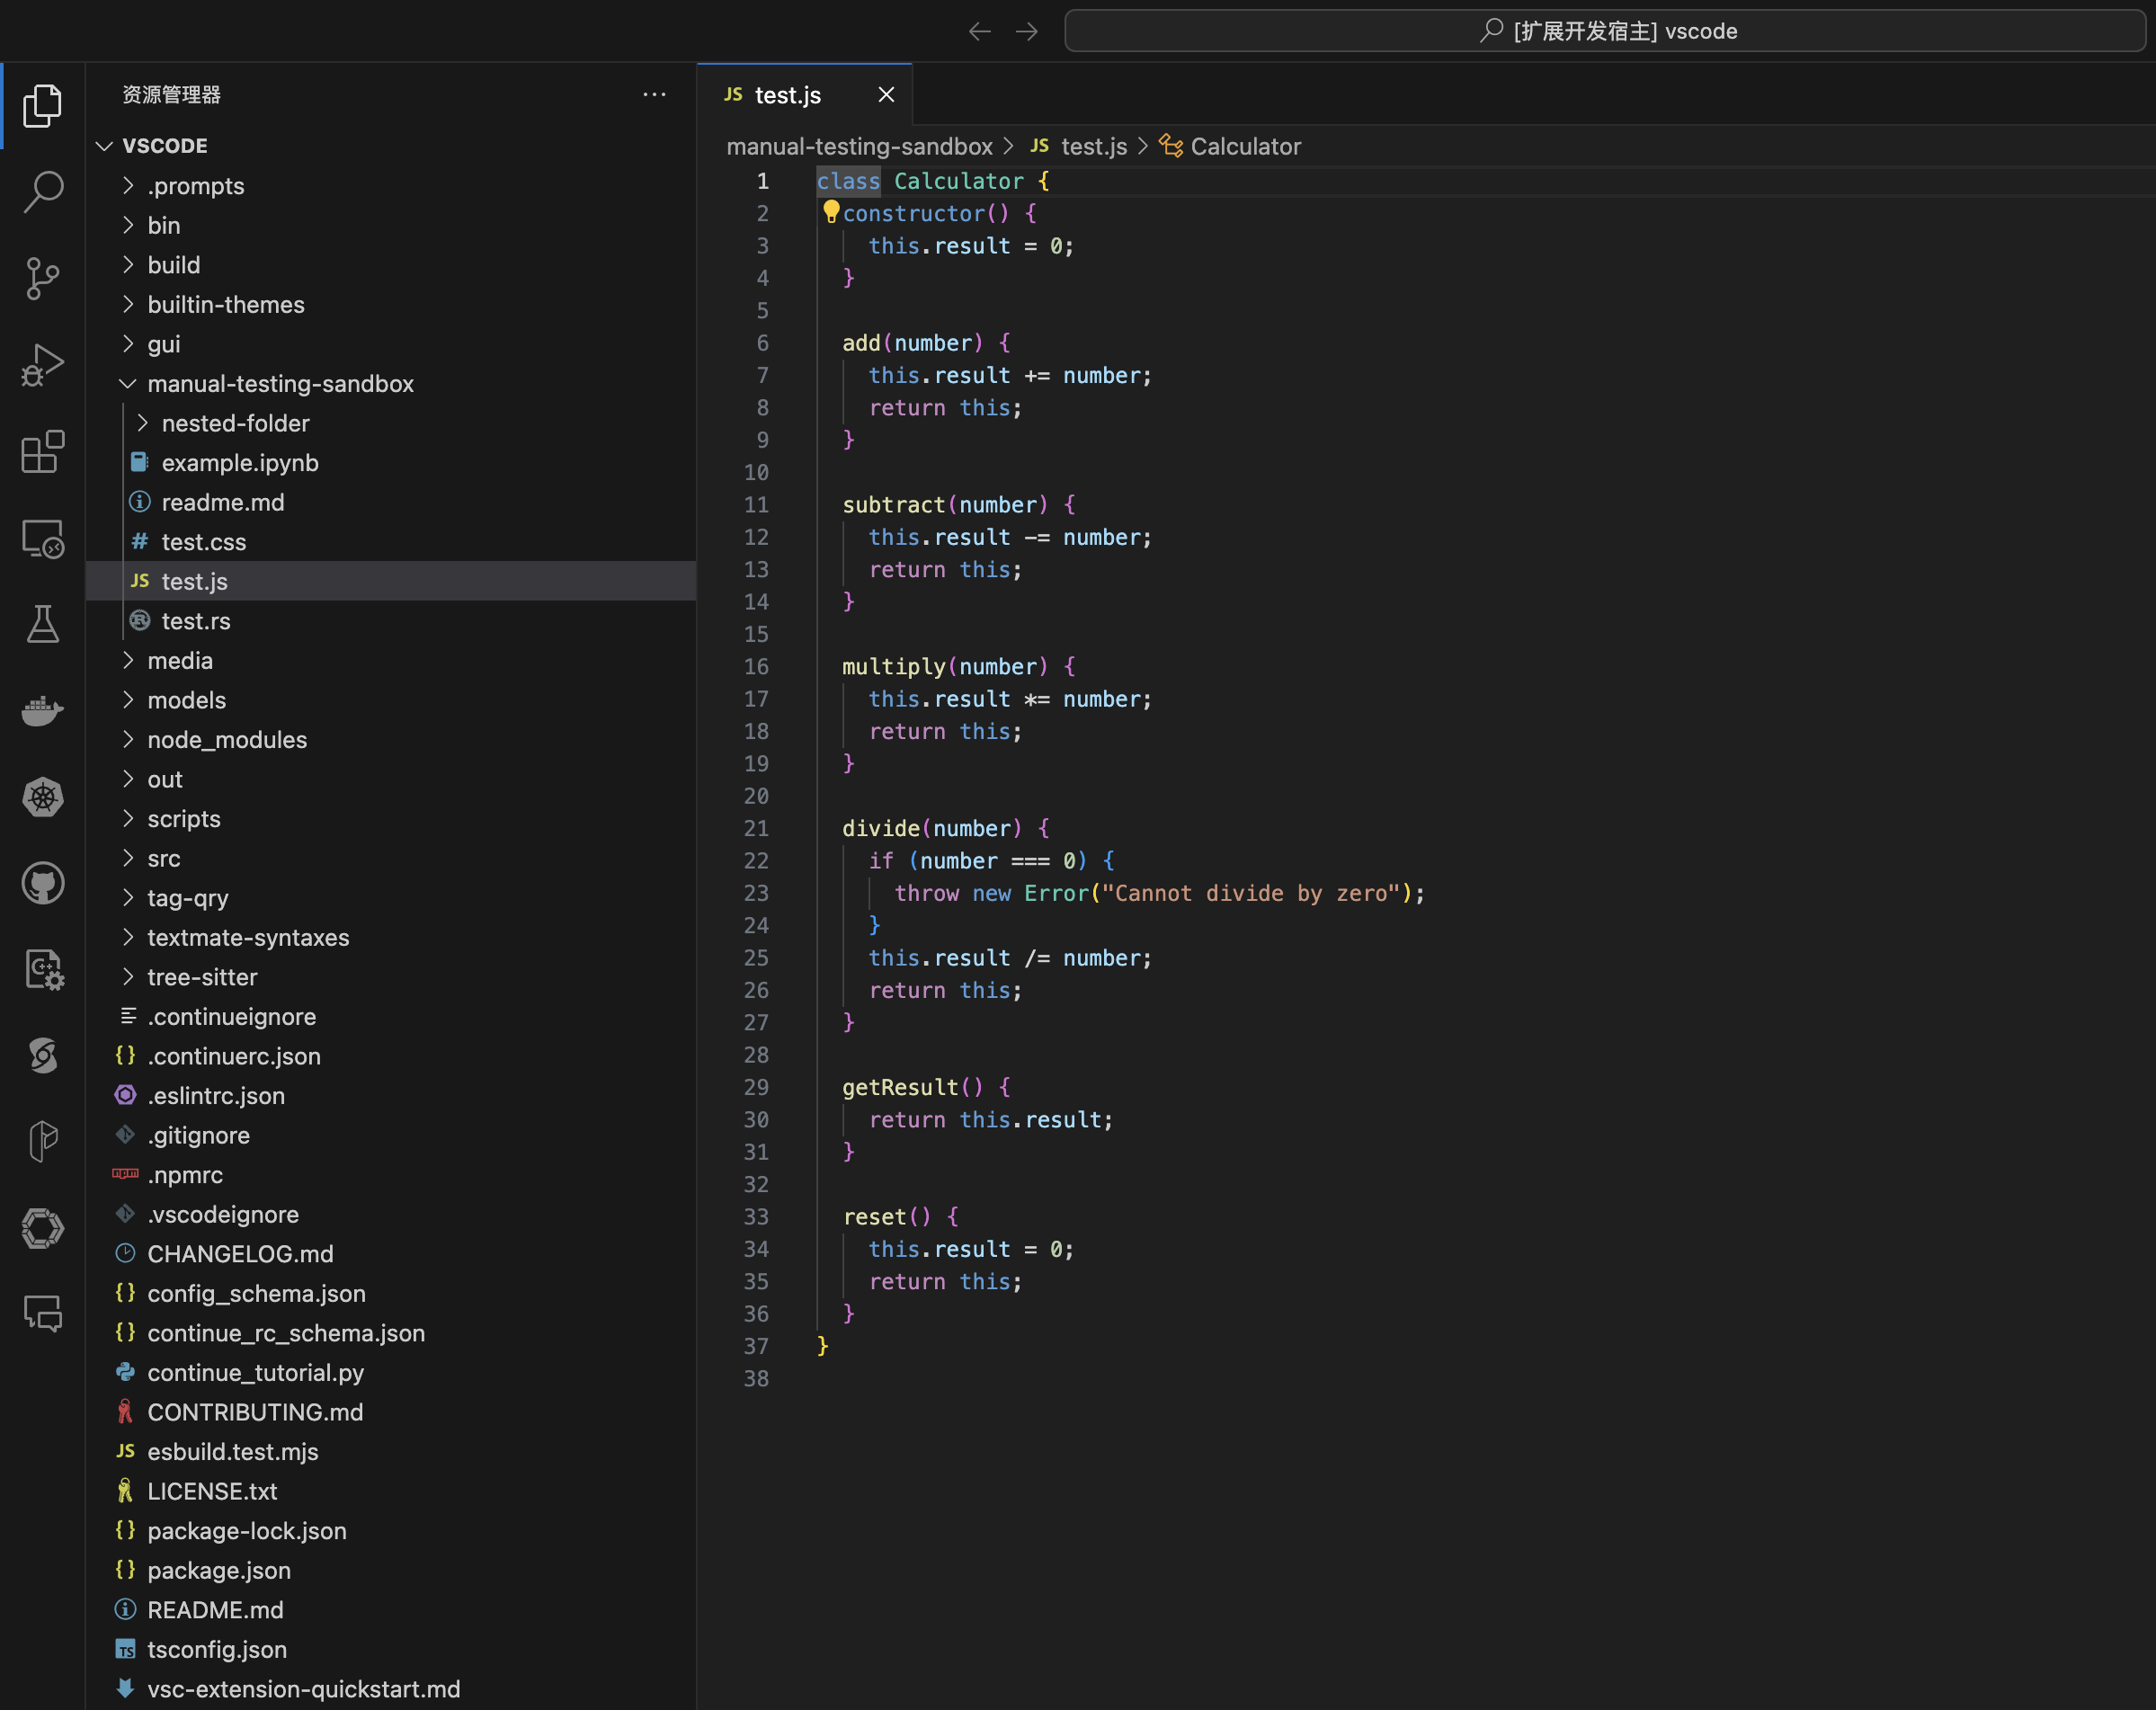 [扩展开发宿主] vscode
资源管理器
VSCODE
.prompts
bin
build
builtin-themes
gui
manual-testing-sandbox
nested-folder
example.ipynb
readme.md
# test.css
JS test.js
test.rs
media
models
node_modules
out
scripts
src
tag-qry
textmate-syntaxes
tree-sitter
.continueignore
{} .continuerc.json
.eslintrc.json
.gitignore
npm .npmrc
.vscodeignore
CHANGELOG.md
{} config_schema.json
{} continue_rc_schema.json
continue_tutorial.py
CONTRIBUTING.md
JS esbuild.test.mjs
LICENSE.txt
{} package-lock.json
{} package.json
README.md
TS tsconfig.json
vsc-extension-quickstart.md
JS test.js
manual-testing-sandbox > JS test.js > Calculator
1 class Calculator {
2   constructor() {
3     this.result = 0;
4   }
5
6   add(number) {
7     this.result += number;
8     return this;
9   }
10
11   subtract(number) {
12     this.result -= number;
13     return this;
14   }
15
16   multiply(number) {
17     this.result *= number;
18     return this;
19   }
20
21   divide(number) {
22     if (number === 0) {
23       throw new Error("Cannot divide by zero");
24     }
25     this.result /= number;
26     return this;
27   }
28
29   getResult() {
30     return this.result;
31   }
32
33   reset() {
34     this.result = 0;
35     return this;
36   }
37 }
38